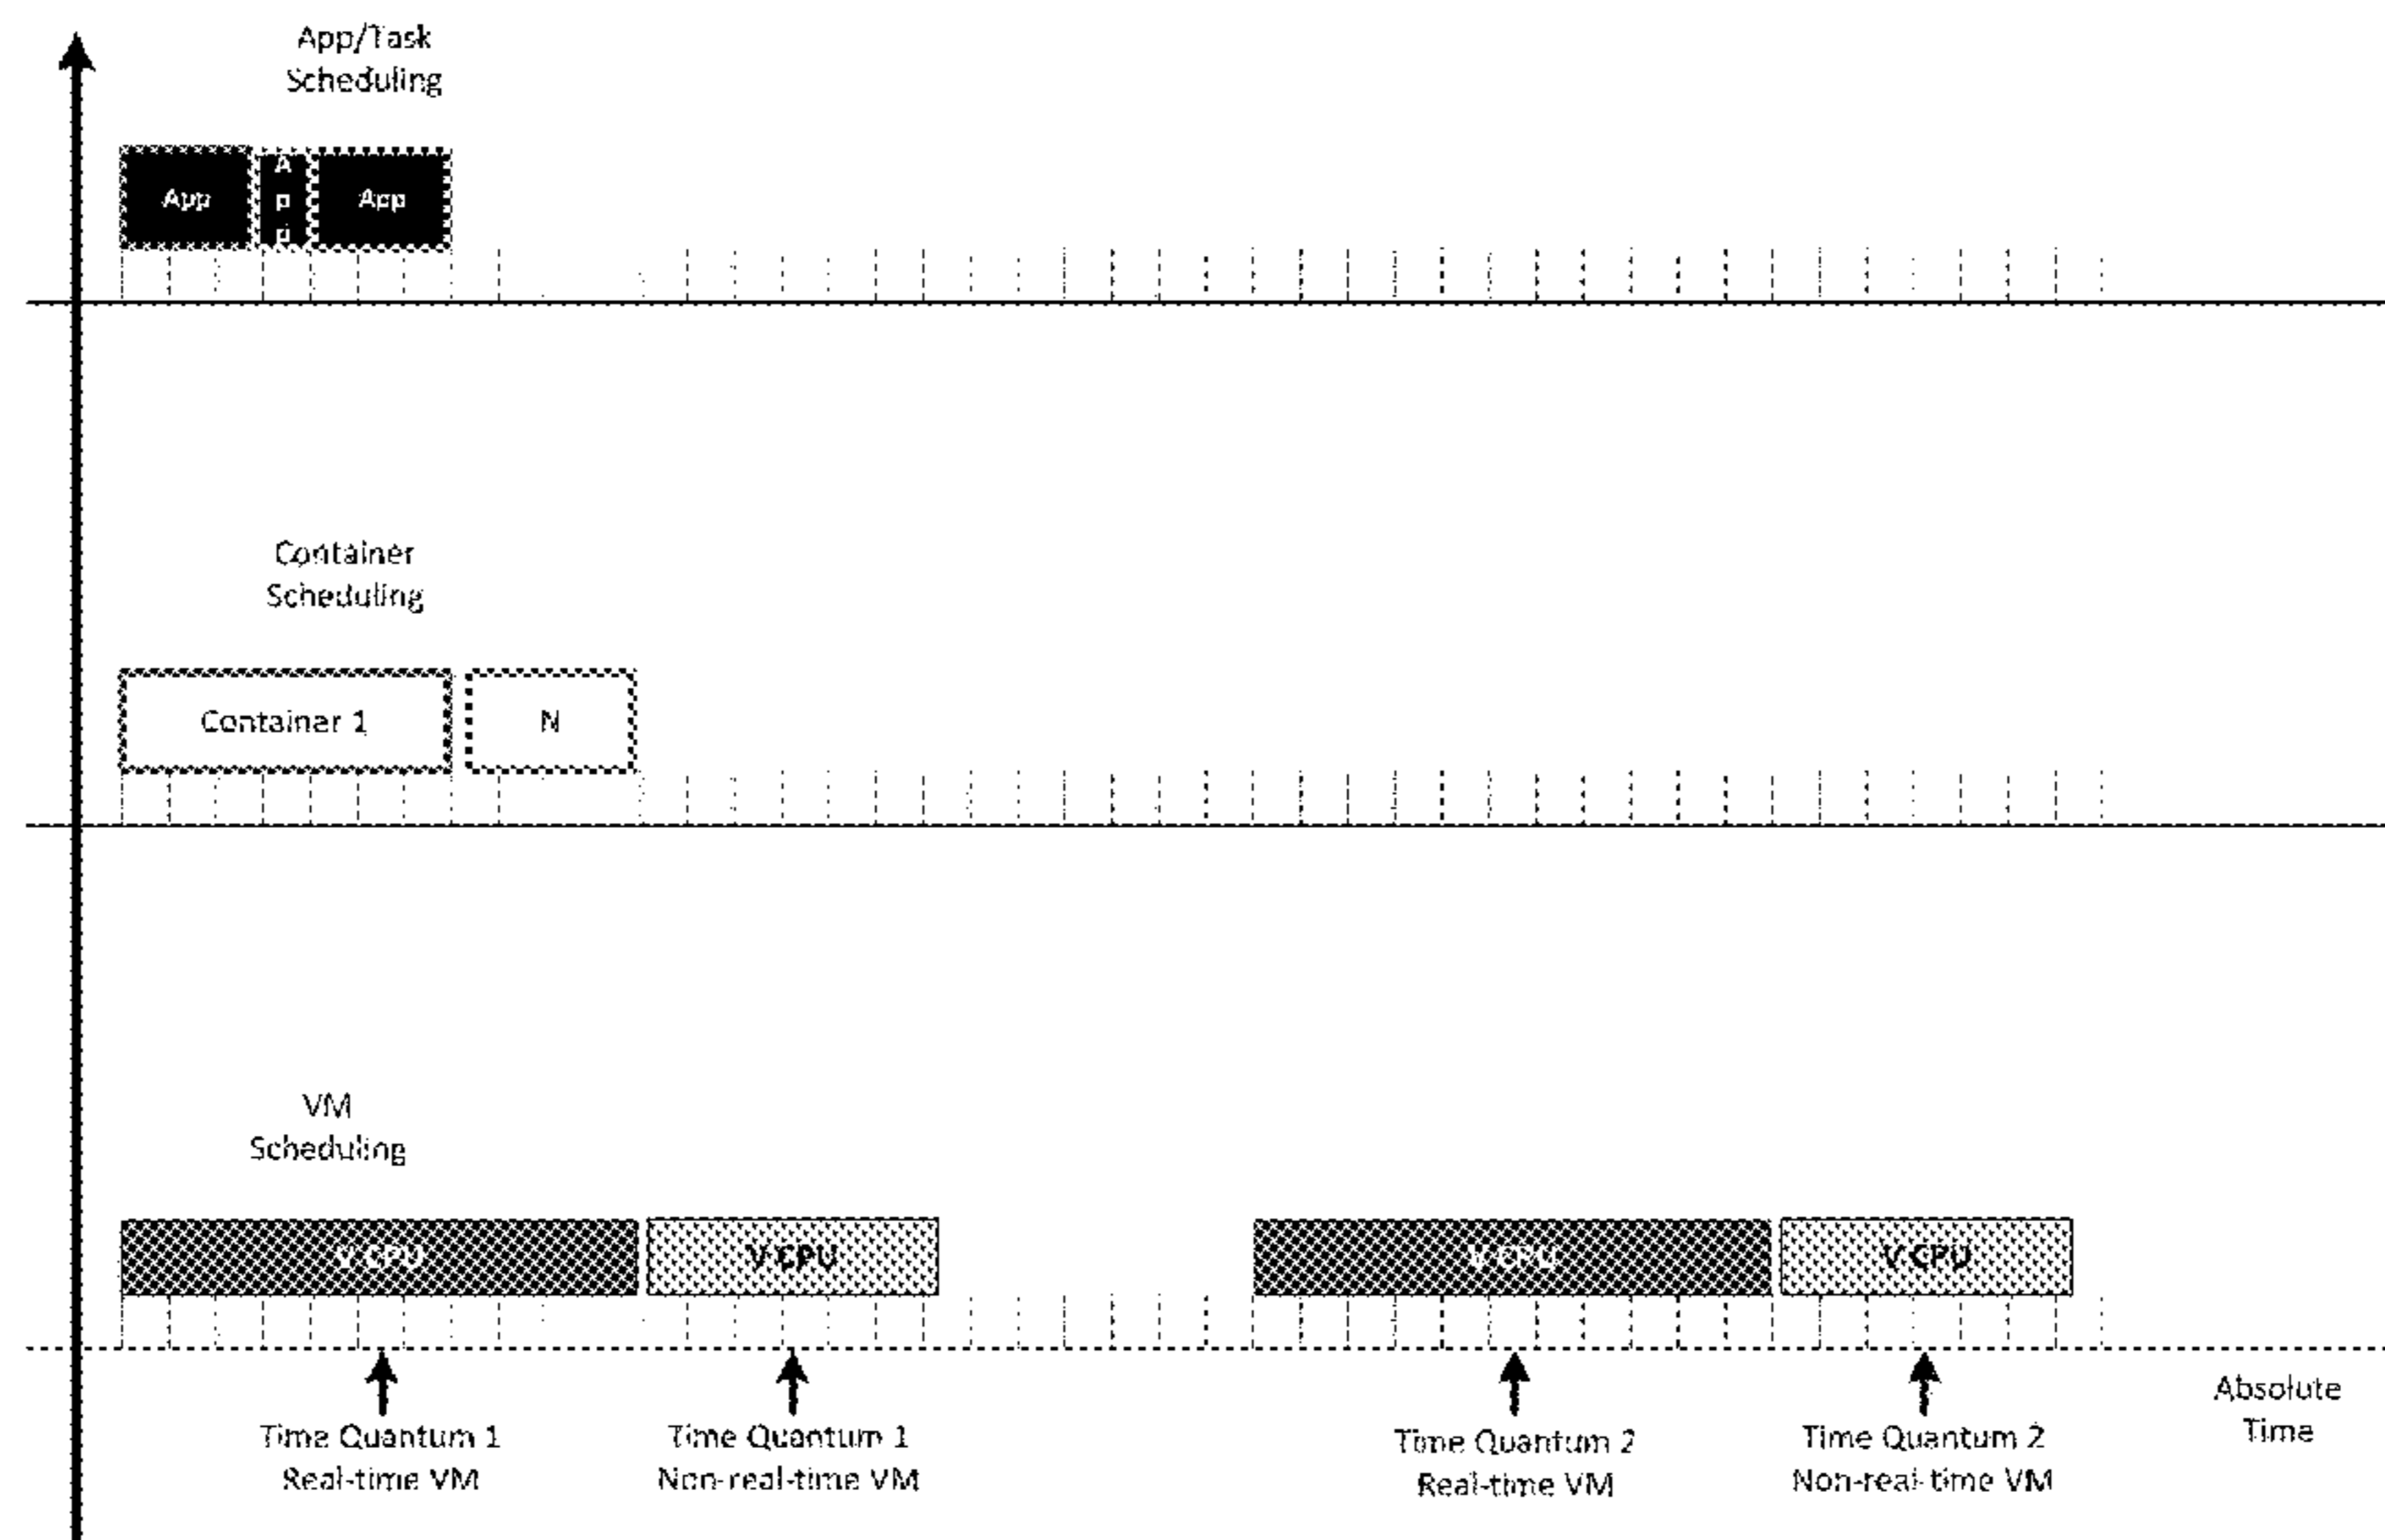 App/Task
Scheduling
App
App
App
Container
Scheduling
Container 1
N
VM
Scheduling
V CPU
V CPU
V CPU
V CPU
Absolute
Time
Time Quantum 1
Real-time VM
Time Quantum 1
Non-real-time VM
Time Quantum 2
Real-time VM
Time Quantum 2
Non-real-time VM